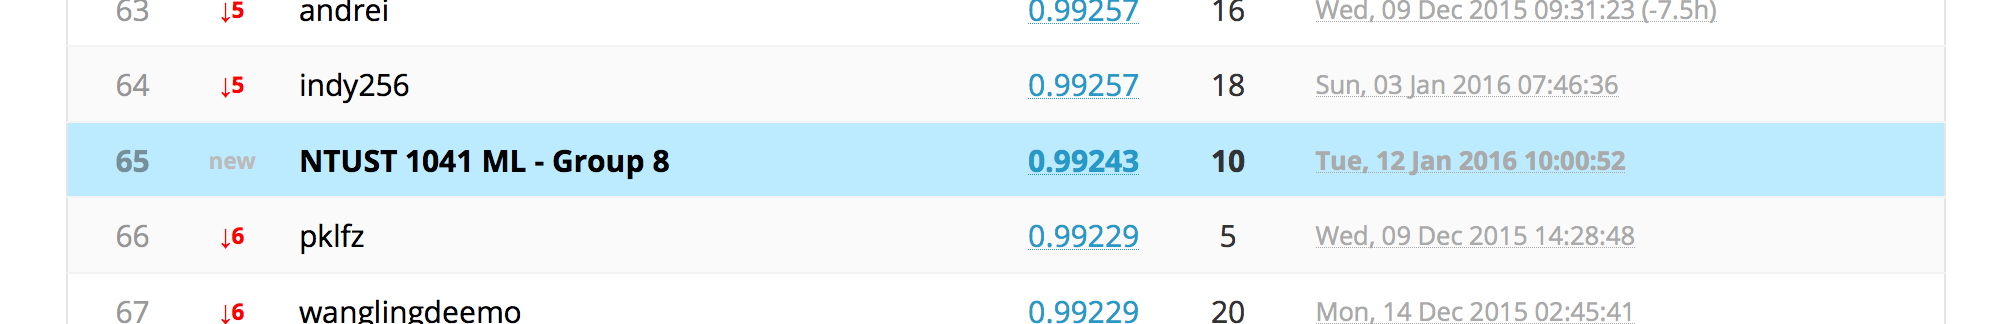 63 ↓5 andrei 0.99257 16 Wed, 09 Dec 2015 09:31:23 (-7.5h)
64 ↓5 indy256 0.99257 18 Sun, 03 Jan 2016 07:46:36
65 new NTUST 1041 ML - Group 8 0.99243 10 Tue, 12 Jan 2016 10:00:52
66 ↓6 pklfz 0.99229 5 Wed, 09 Dec 2015 14:28:48
67 ↓6 wanglingdeemo 0.99229 20 Mon, 14 Dec 2015 02:45:41